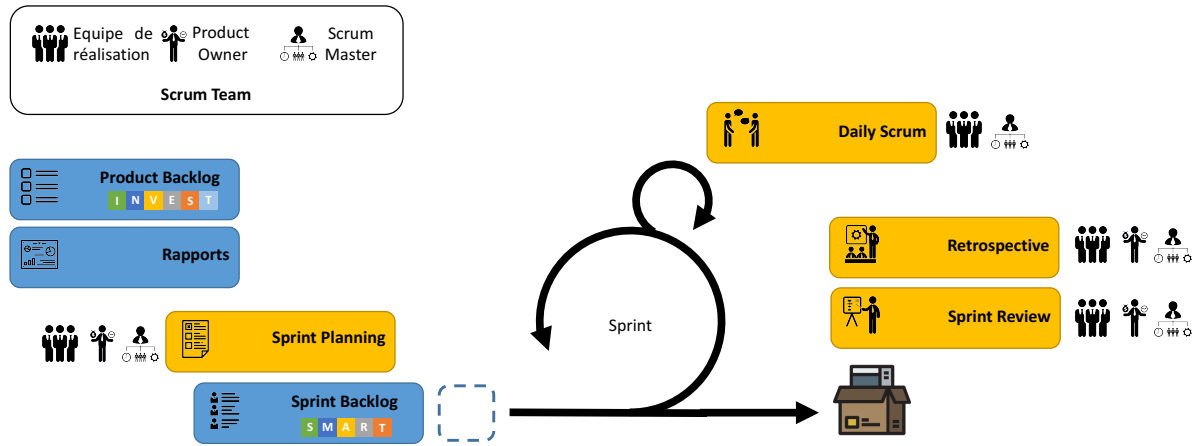 Equipe de réalisation
Product Owner
Scrum Master
Scrum Team
Daily Scrum
Product Backlog
I N V E S T
Rapports
Retrospective
Sprint Planning
Sprint
Sprint Review
Sprint Backlog
S M A R T